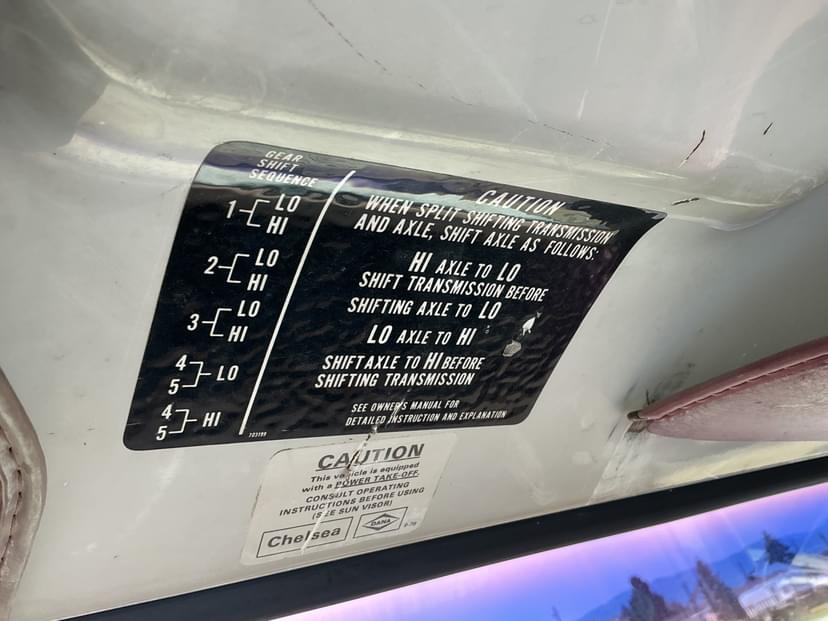 GEAR
SHIFT
SEQUENCE
1 LO
HI
2 LO
HI
3 LO
HI
4
5 LO
4
5 HI
CAUTION
WHEN SPLIT SHIFTING TRANSMISSION
AND AXLE, SHIFT AXLE AS FOLLOWS:
HI AXLE TO LO
SHIFT TRANSMISSION BEFORE
SHIFTING AXLE TO LO
LO AXLE TO HI
SHIFT AXLE TO HI BEFORE
SHIFTING TRANSMISSION
SEE OWNER'S MANUAL FOR
DETAILED INSTRUCTION AND EXPLANATION
CAUTION
This vehicle is equipped
with a POWER TAKE-OFF.
CONSULT OPERATING
INSTRUCTIONS BEFORE USING
(SEE SUN VISOR)
Chelsea DANA